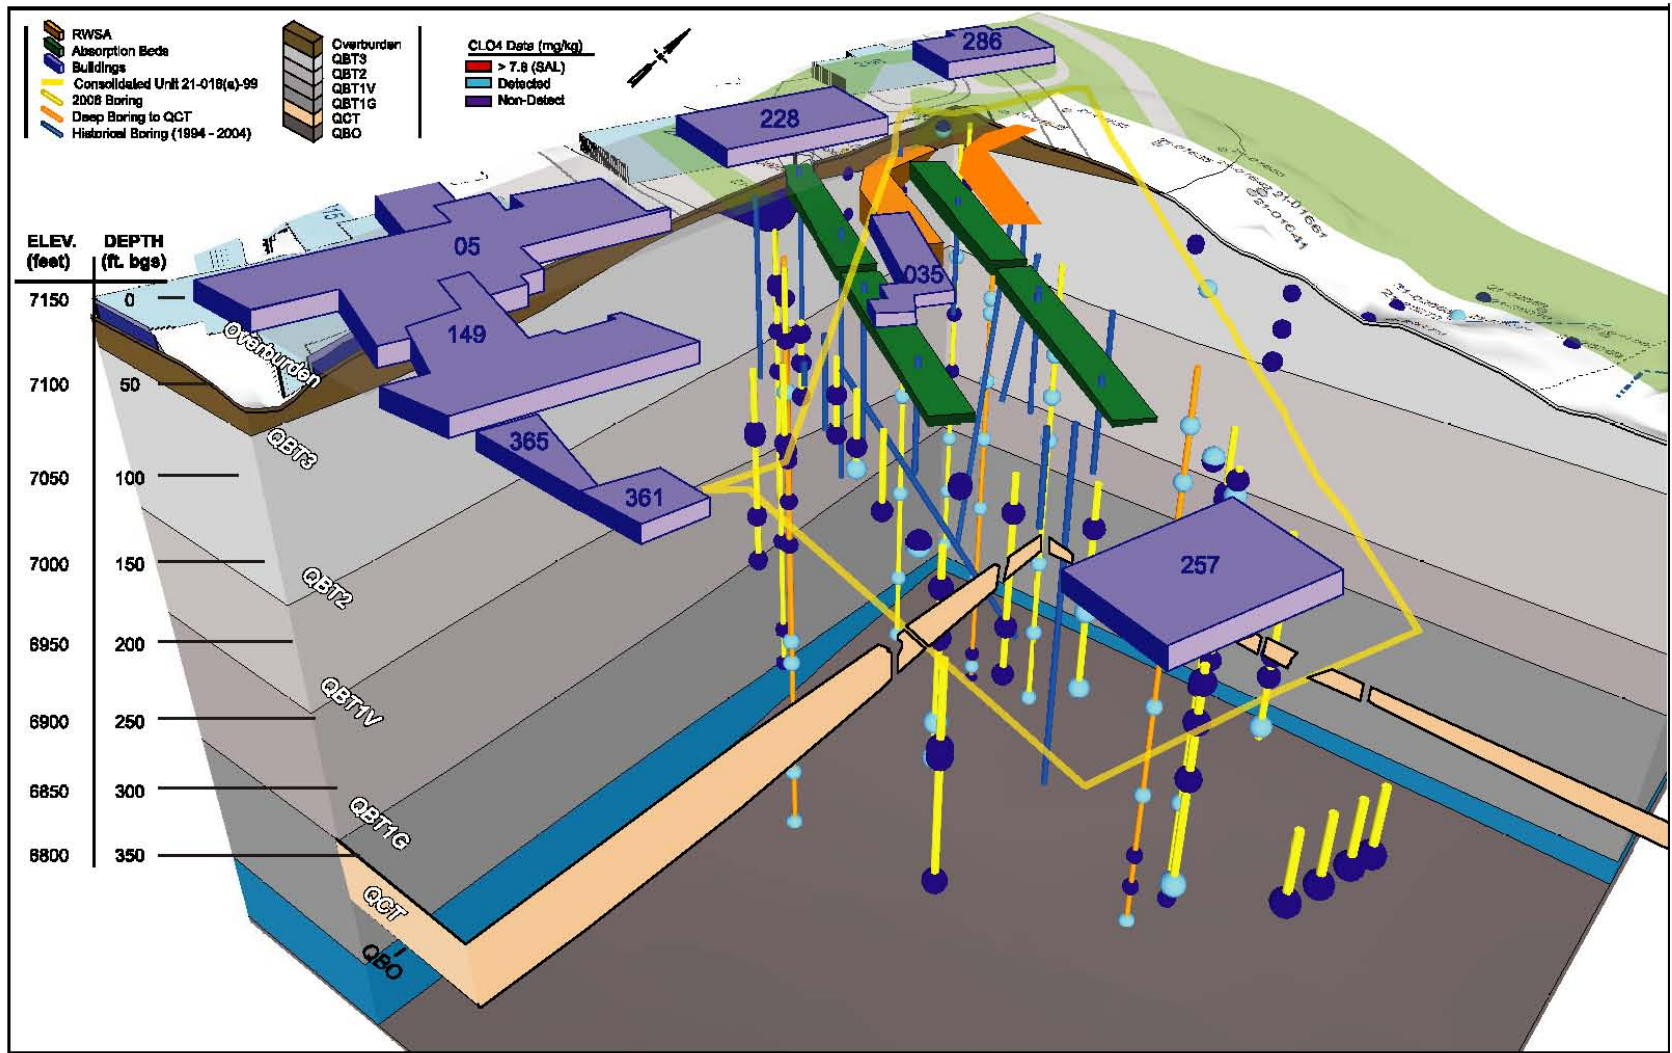 RWSA
Absorption Beds
Buildings
Consolidated Unit 21-016(a)-99
2006 Boring
Deep Boring to QCT
Historical Boring (1994 - 2004)
Overburden
QBT3
QBT2
QBT1V
QBT1G
QCT
QBO
CLO4 Data (mg/kg)
> 7.8 (SAL)
Detected
Non-Detect
286
228
05
035
149
365
361
257
ELEV. (feet)
DEPTH (ft. bgs)
7150 0
7100 50
7050 100
7000 150
6950 200
6900 250
6850 300
6800 350
Overburden
QBT3
QBT2
QBT1V
QBT1G
QCT
QBO
21-01661